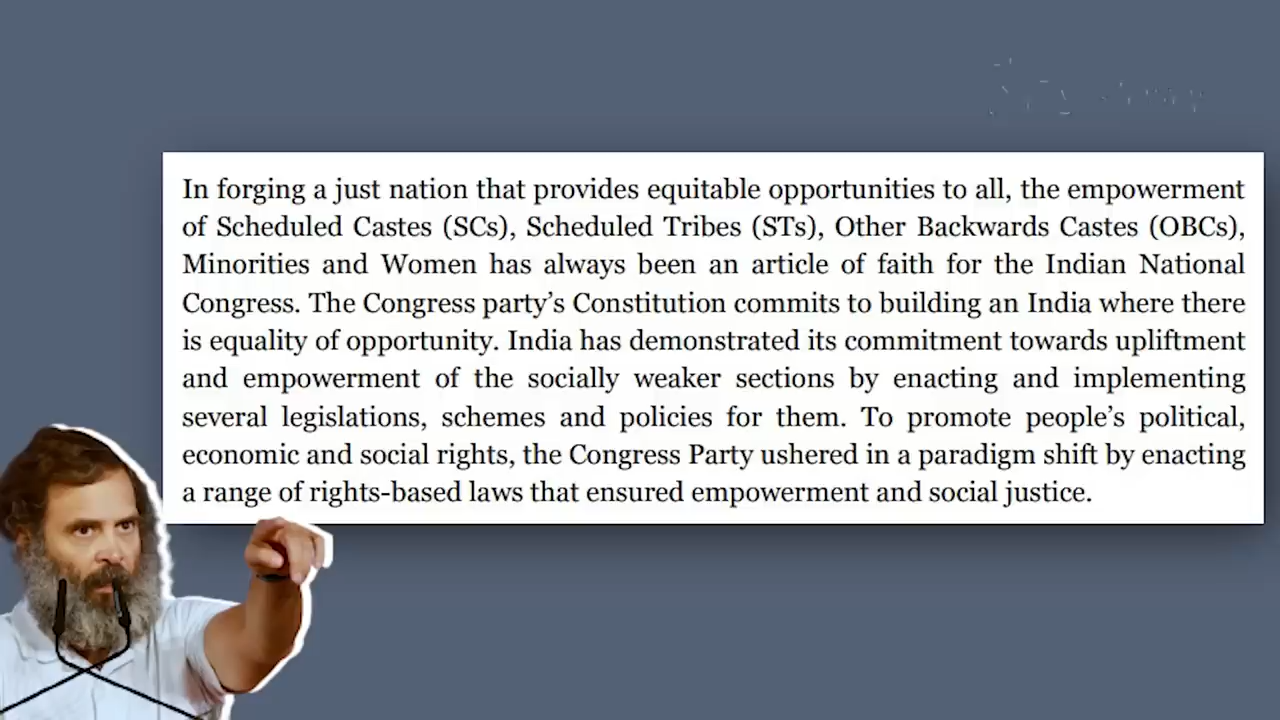 In forging a just nation that provides equitable opportunities to all, the empowerment
of Scheduled Castes (SCs), Scheduled Tribes (STs), Other Backwards Castes (OBCs),
Minorities and Women has always been an article of faith for the Indian National
Congress. The Congress party’s Constitution commits to building an India where there
is equality of opportunity. India has demonstrated its commitment towards upliftment
and empowerment of the socially weaker sections by enacting and implementing
several legislations, schemes and policies for them. To promote people’s political,
economic and social rights, the Congress Party ushered in a paradigm shift by enacting
a range of rights-based laws that ensured empowerment and social justice.